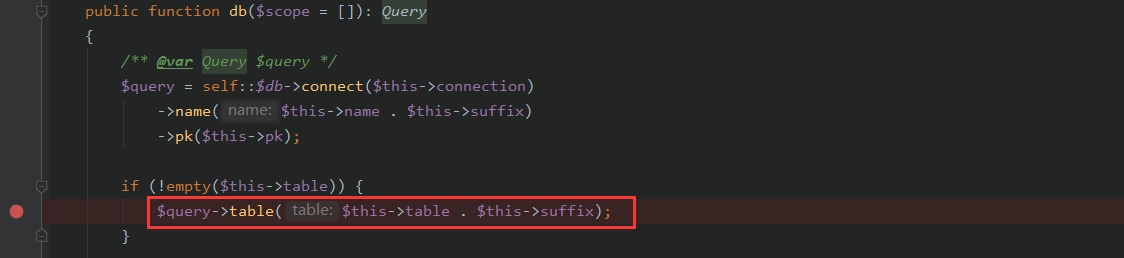 public function db($scope = []): Query
{
/** @var Query $query */
$query = self::$db->connect($this->connection)
->name( name: $this->name . $this->suffix)
->pk($this->pk);
if (!empty($this->table)) {
$query->table( table: $this->table . $this->suffix);
}